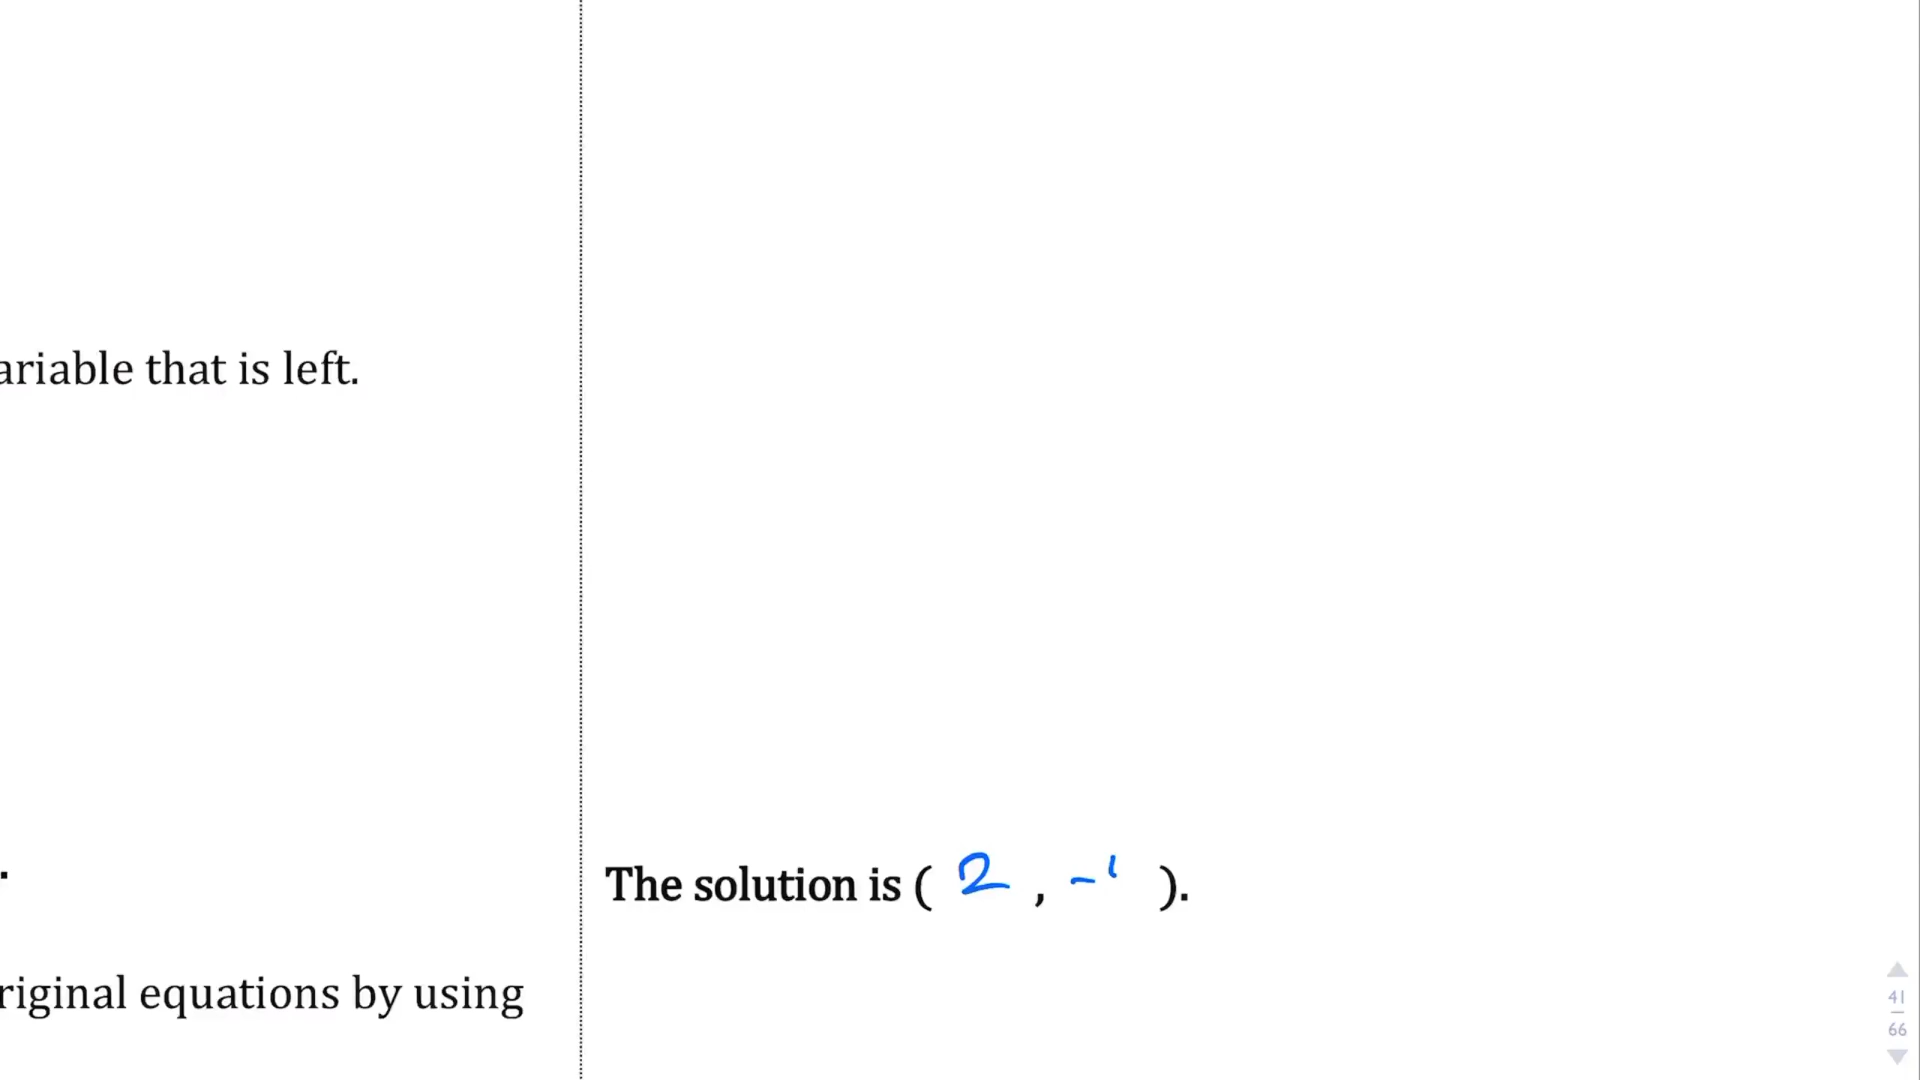 ariable that is left.
.
The solution is ( 2 , -1 ).
riginal equations by using
41
66